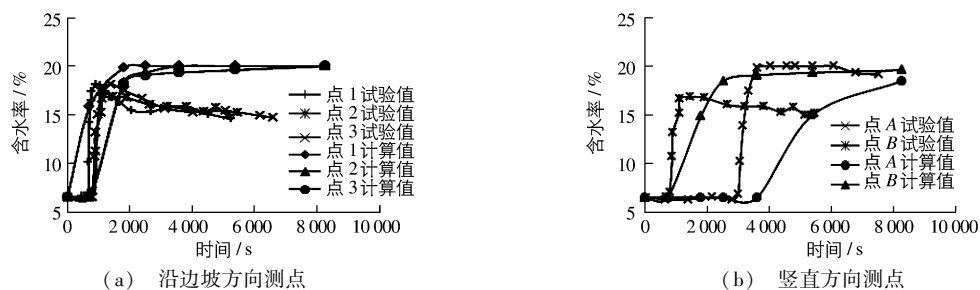 25
20
15
10
5
含水率 / %
0
2 000
4 000
6 000
8 000
10 000
时间 / s
点 1 试验值
点 2 试验值
点 3 试验值
点 1 计算值
点 2 计算值
点 3 计算值
(a) 沿边坡方向测点
25
20
15
10
5
含水率 / %
0
2 000
4 000
6 000
8 000
10 000
时间 / s
点 A 试验值
点 B 试验值
点 A 计算值
点 B 计算值
(b) 竖直方向测点